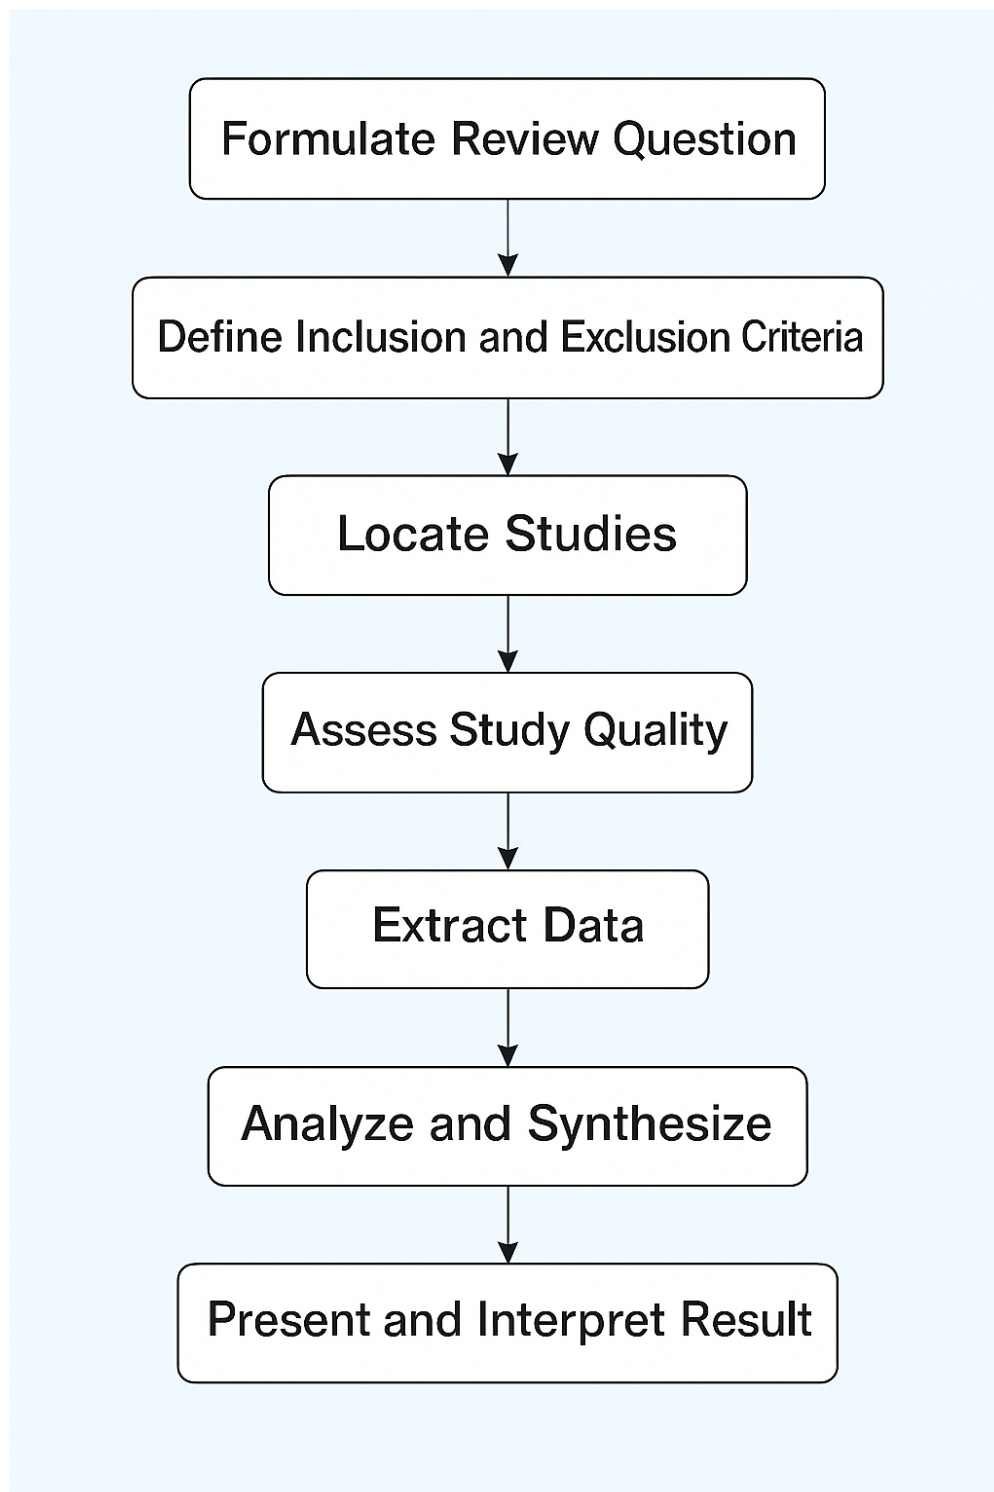 Formulate Review Question
Define Inclusion and Exclusion Criteria
Locate Studies
Assess Study Quality
Extract Data
Analyze and Synthesize
Present and Interpret Result